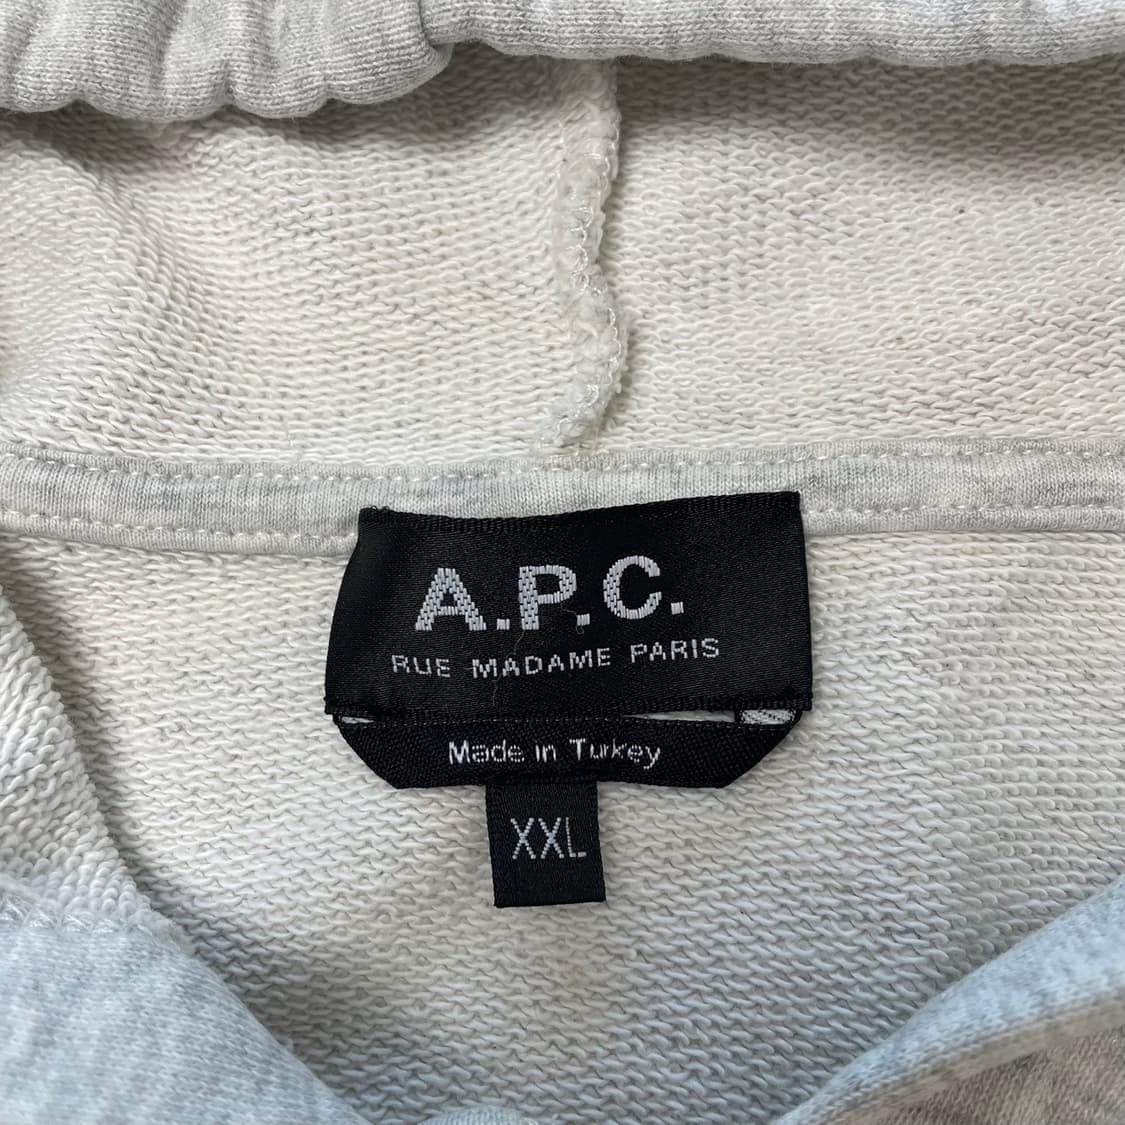 A.P.C.
RUE MADAME PARIS
Made in Turkey
XXL